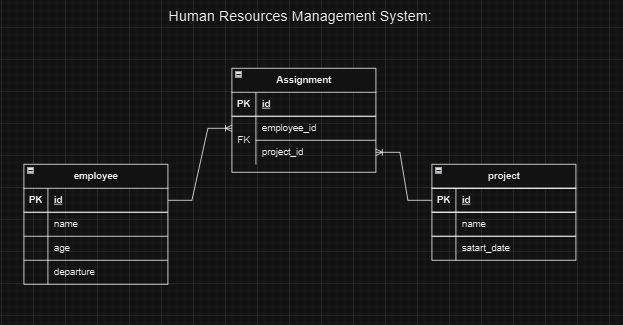 Human Resources Management System:
Assignment
PK id
employee_id
FK
project_id
employee
PK id
name
age
departure
project
PK id
name
satart_date